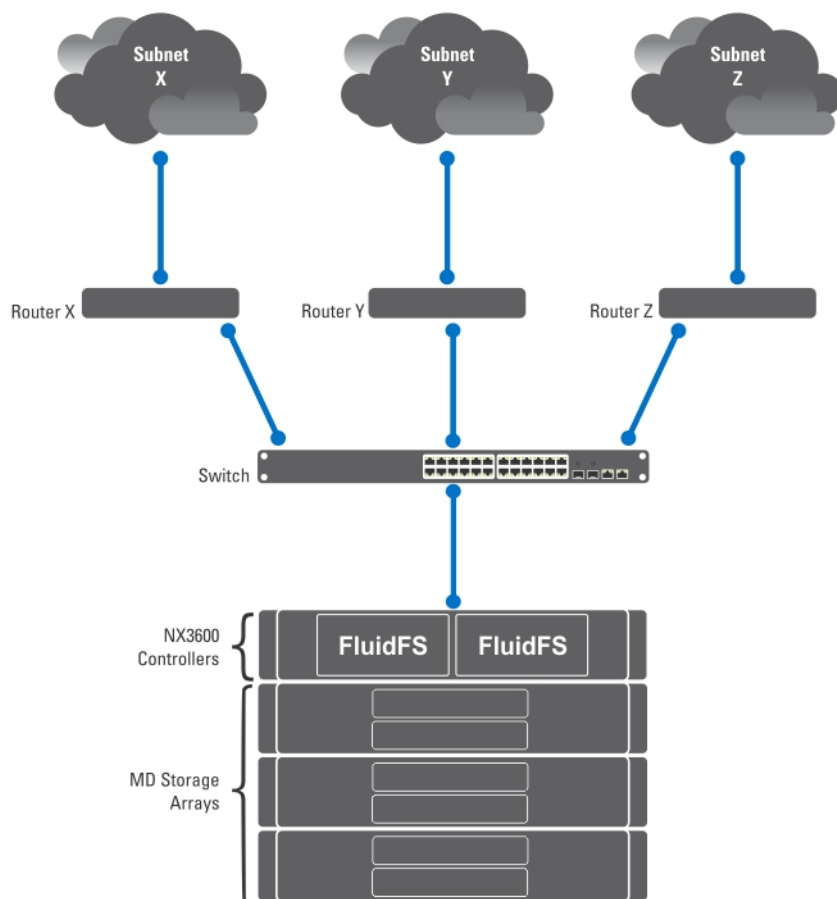 Subnet
X
Subnet
Y
Subnet
Z
Router X
Router Y
Router Z
Switch
NX3600
Controllers
FluidFS
FluidFS
MD Storage
Arrays